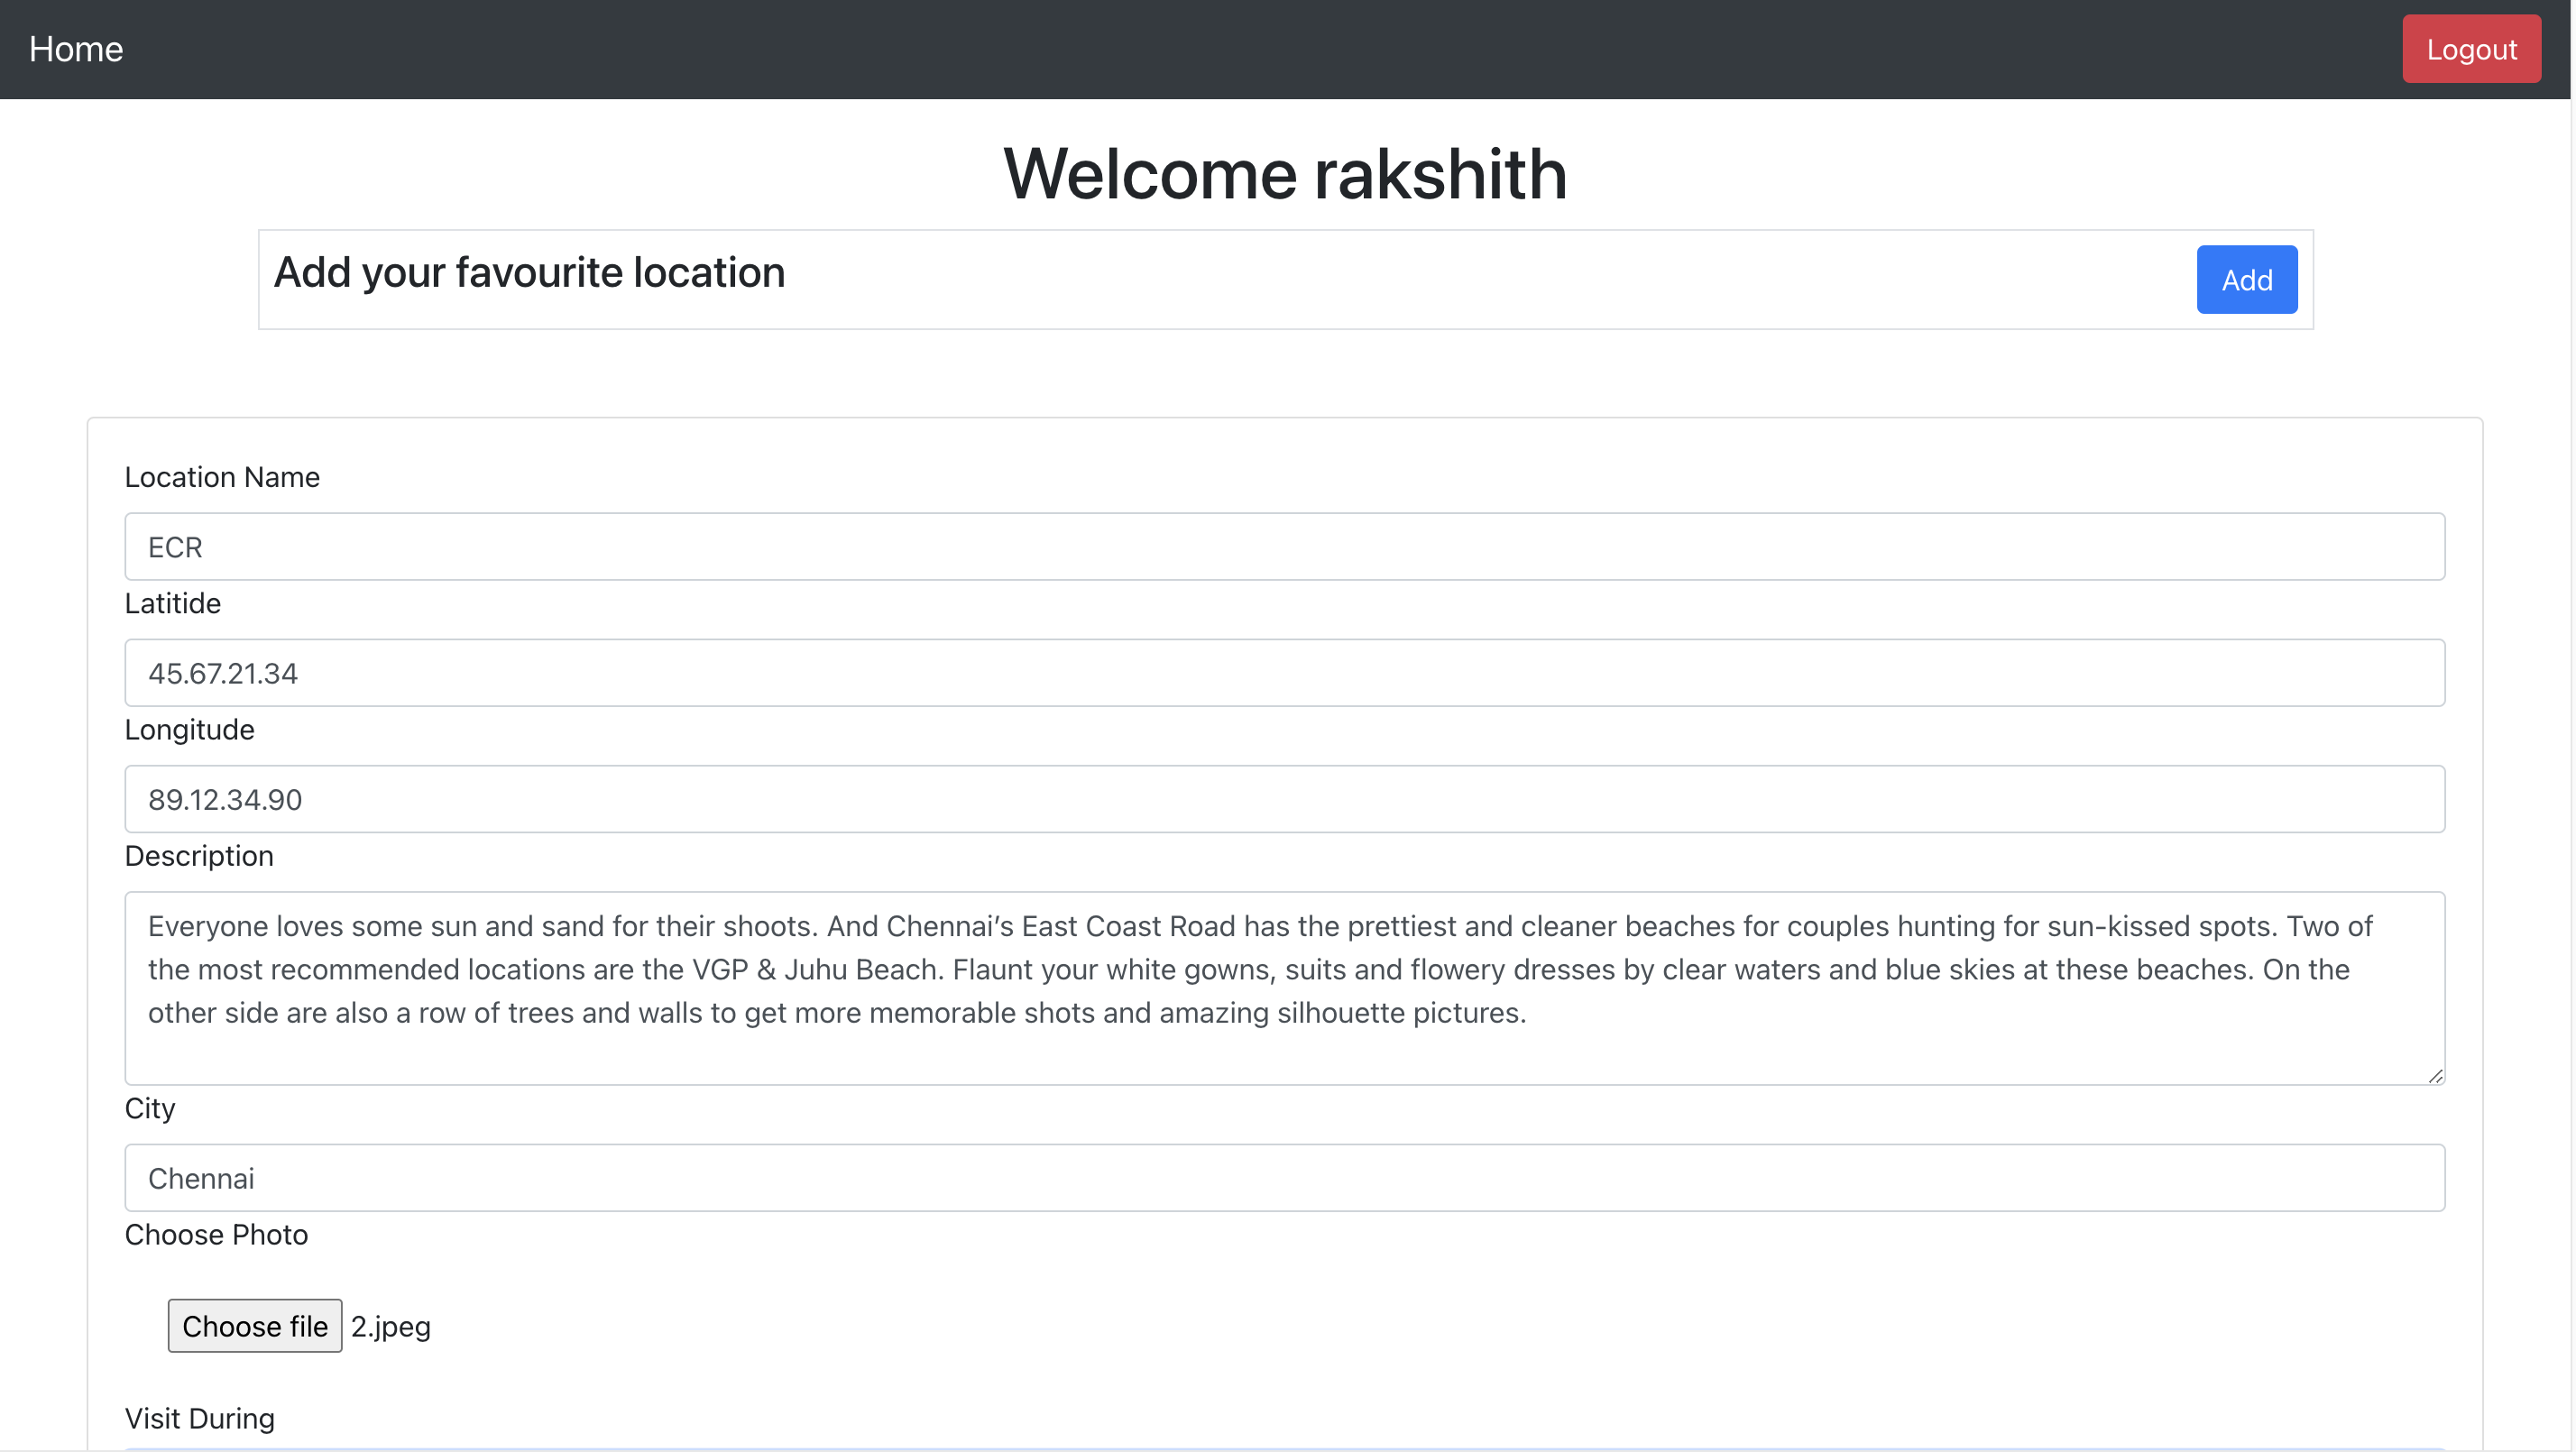 Home
Logout
Welcome rakshith
Add your favourite location
Add
Location Name
ECR
Latitide
45.67.21.34
Longitude
89.12.34.90
Description
Everyone loves some sun and sand for their shoots. And Chennai’s East Coast Road has the prettiest and cleaner beaches for couples hunting for sun-kissed spots. Two of
the most recommended locations are the VGP & Juhu Beach. Flaunt your white gowns, suits and flowery dresses by clear waters and blue skies at these beaches. On the
other side are also a row of trees and walls to get more memorable shots and amazing silhouette pictures.
City
Chennai
Choose Photo
Choose file 2.jpeg
Visit During